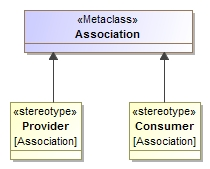 «Metaclass»
Association
«stereotype»
Provider
[Association]
«stereotype»
Consumer
[Association]